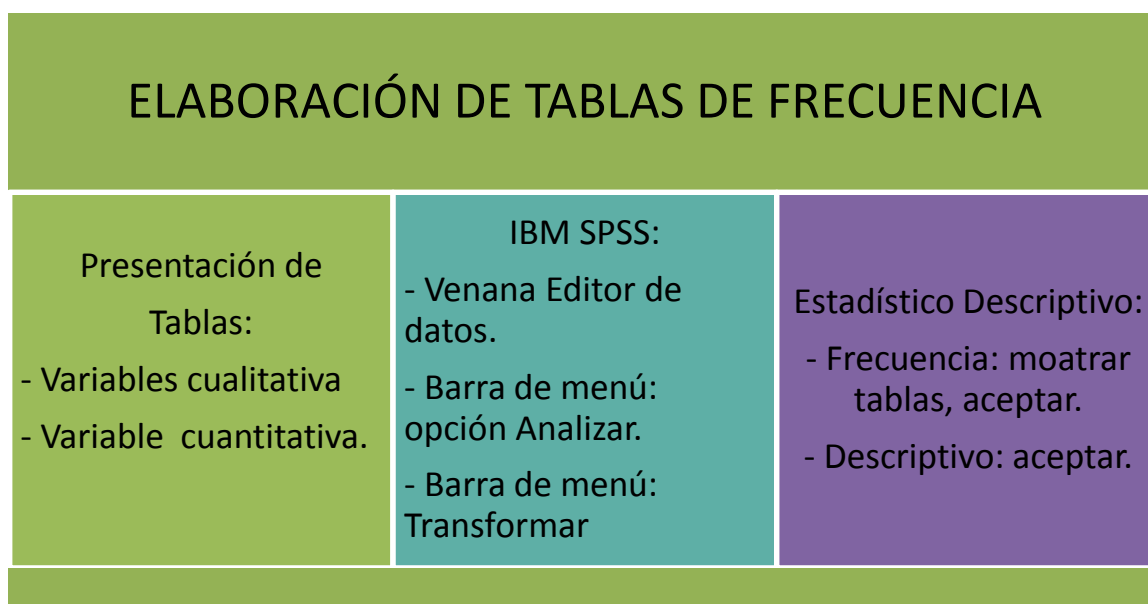 ELABORACIÓN DE TABLAS DE FRECUENCIA
Presentación de
Tablas:
- Variables cualitativa
- Variable cuantitativa.
IBM SPSS:
- Venana Editor de
datos.
- Barra de menú:
opción Analizar.
- Barra de menú:
Transformar
Estadístico Descriptivo:
- Frecuencia: moatrar
tablas, aceptar.
- Descriptivo: aceptar.